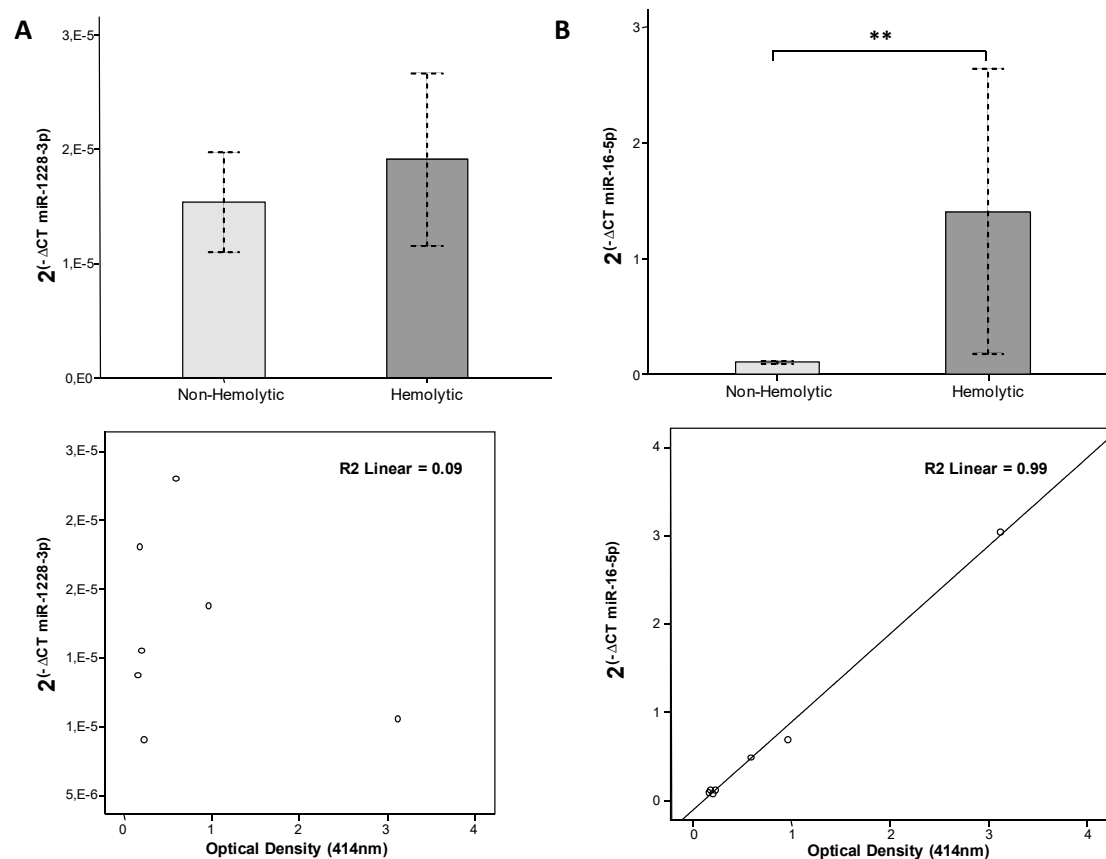 A
3,E-5
2,E-5
1,E-5
0,E0
2(-ΔCT miR-1228-3p)
Non-Hemolytic
Hemolytic
B
3
2
1
0
2(-ΔCT miR-16-5p)
**
Non-Hemolytic
Hemolytic
3,E-5
2,E-5
2,E-5
1,E-5
1,E-5
5,E-6
2(-ΔCT miR-1228-3p)
R2 Linear = 0.09
0 1 2 3 4
Optical Density (414nm)
4
3
2
1
0
2(-ΔCT miR-16-5p)
R2 Linear = 0.99
0 1 2 3 4
Optical Density (414nm)